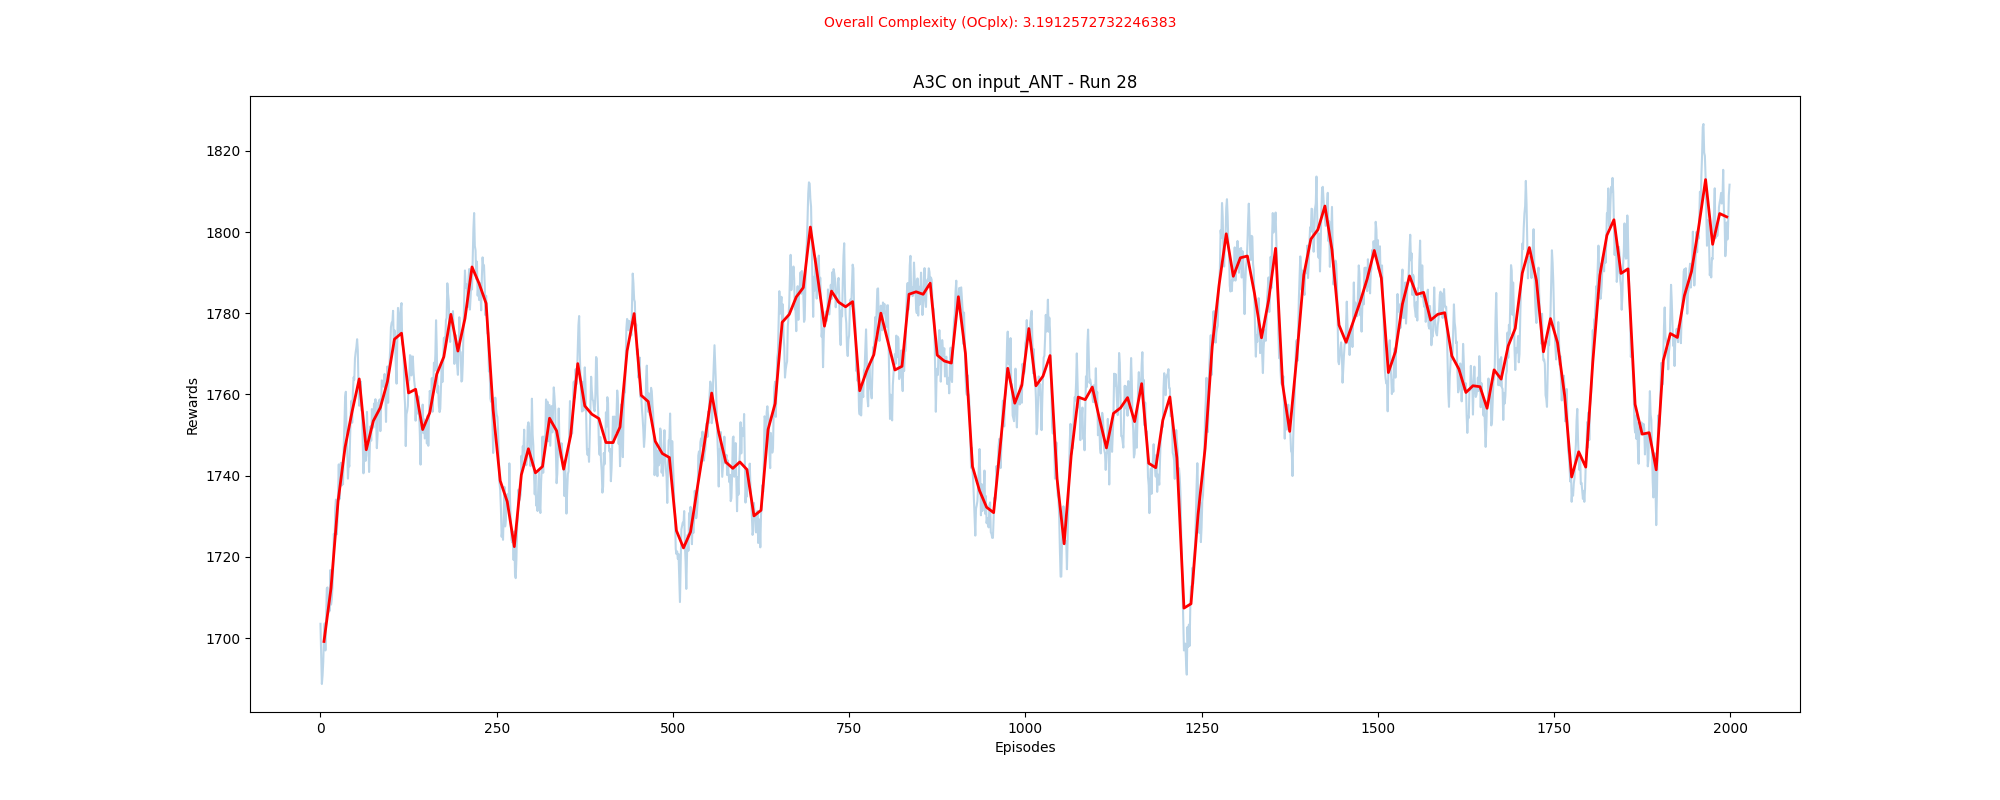 Overall Complexity (OCplx): 3.1912572732246383
A3C on input_ANT - Run 28
Rewards
1820
1800
1780
1760
1740
1720
1700
0 250 500 750 1000 1250 1500 1750 2000
Episodes